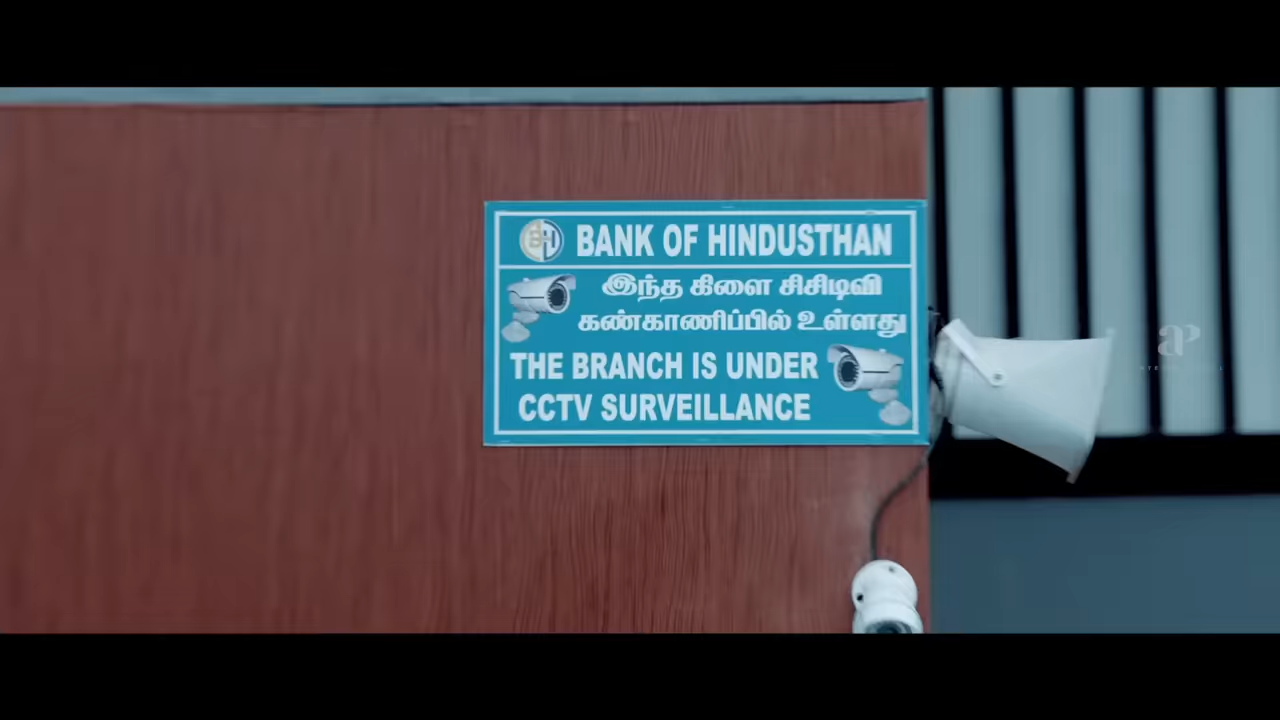 BANK OF HINDUSTHAN
இந்த கிளை சிசிடிவி
கண்காணிப்பில் உள்ளது
THE BRANCH IS UNDER
CCTV SURVEILLANCE